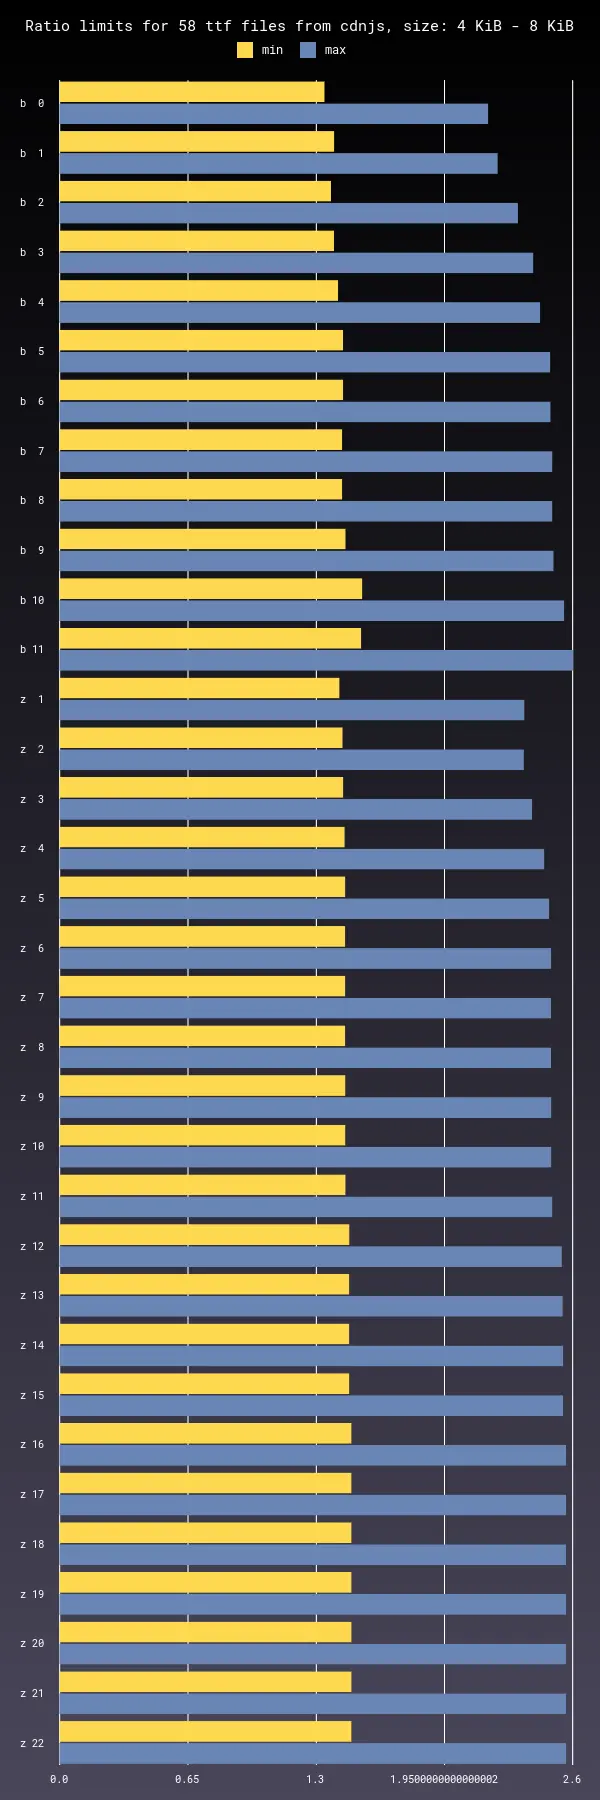 Ratio limits for 58 ttf files from cdnjs, size: 4 KiB - 8 KiB
min max
b 0
b 1
b 2
b 3
b 4
b 5
b 6
b 7
b 8
b 9
b 10
b 11
z 1
z 2
z 3
z 4
z 5
z 6
z 7
z 8
z 9
z 10
z 11
z 12
z 13
z 14
z 15
z 16
z 17
z 18
z 19
z 20
z 21
z 22
0.0 0.65 1.3 1.9500000000000002 2.6